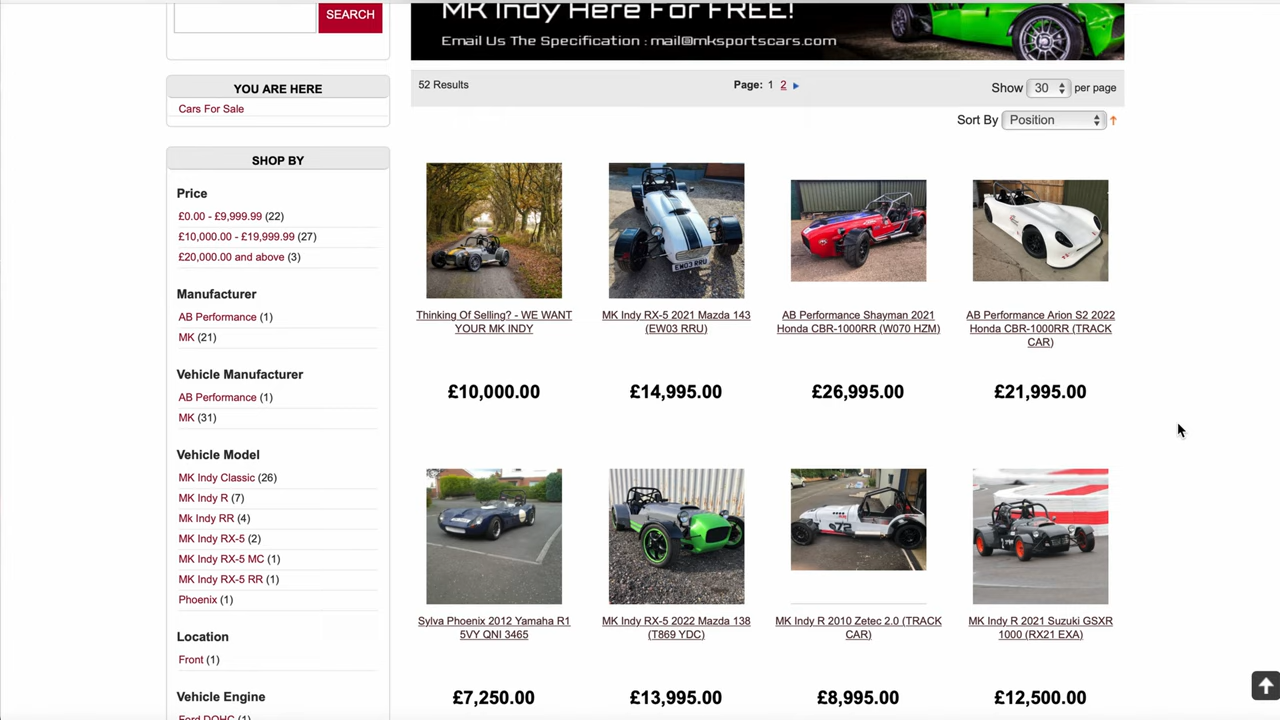 MK Indy Here For FREE!
Email Us The Specification : mail@mksportscars.com
SEARCH
YOU ARE HERE
Cars For Sale
SHOP BY
Price
£0.00 - £9,999.99 (22)
£10,000.00 - £19,999.99 (27)
£20,000.00 and above (3)
Manufacturer
AB Performance (1)
MK (21)
Vehicle Manufacturer
AB Performance (1)
MK (31)
Vehicle Model
MK Indy Classic (26)
MK Indy R (7)
Mk Indy RR (4)
MK Indy RX-5 (2)
MK Indy RX-5 MC (1)
MK Indy RX-5 RR (1)
Phoenix (1)
Location
Front (1)
Vehicle Engine
Ford DOHC (1)
52 Results
Page: 1 2
Show 30 per page
Sort By Position
EW03 RRU
Thinking Of Selling? - WE WANT
YOUR MK INDY
£10,000.00
MK Indy RX-5 2021 Mazda 143
(EW03 RRU)
£14,995.00
AB Performance Shayman 2021
Honda CBR-1000RR (W070 HZM)
£26,995.00
AB Performance Arion S2 2022
Honda CBR-1000RR (TRACK
CAR)
£21,995.00
Sylva Phoenix 2012 Yamaha R1
5VY QNI 3465
£7,250.00
MK Indy RX-5 2022 Mazda 138
(T869 YDC)
£13,995.00
MK Indy R 2010 Zetec 2.0 (TRACK
CAR)
£8,995.00
MK Indy R 2021 Suzuki GSXR
1000 (RX21 EXA)
£12,500.00